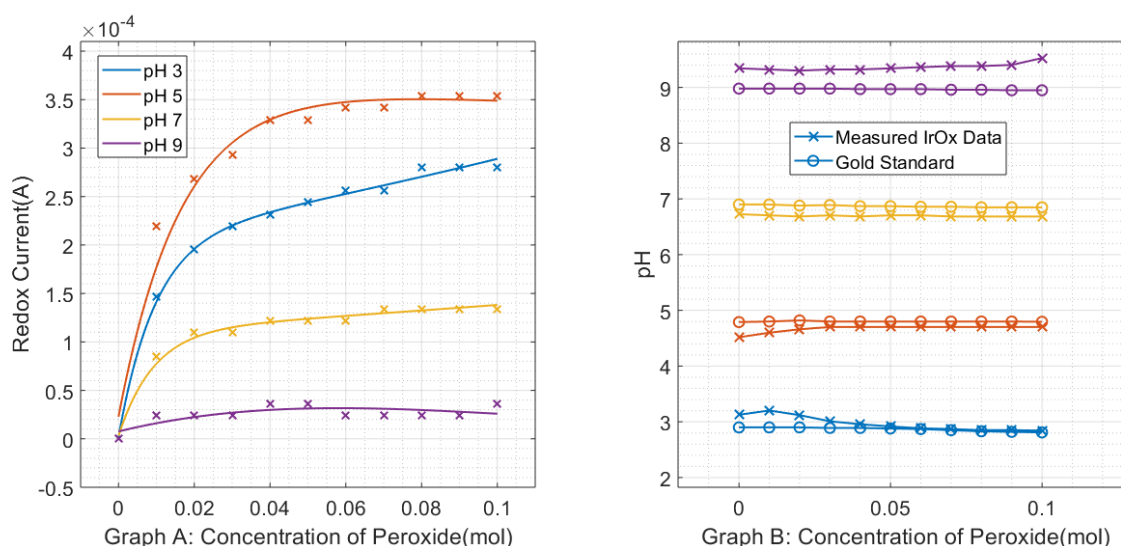 ×10⁻⁴
4
3.5
3
2.5
2
1.5
1
0.5
0
-0.5
Redox Current(A)
pH 3
pH 5
pH 7
pH 9
0 0.02 0.04 0.06 0.08 0.1
Graph A: Concentration of Peroxide(mol)
9
8
7
6
5
4
3
2
pH
Measured IrOx Data
Gold Standard
0 0.05 0.1
Graph B: Concentration of Peroxide(mol)